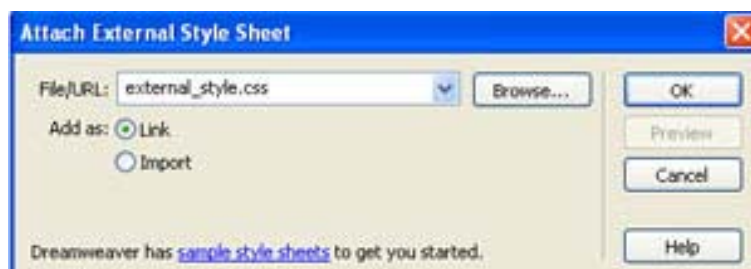 Attach External Style Sheet
File/URL: external_style.css Browse... OK
Add as: Link Preview
Import Cancel
Dreamweaver has sample style sheets to get you started. Help